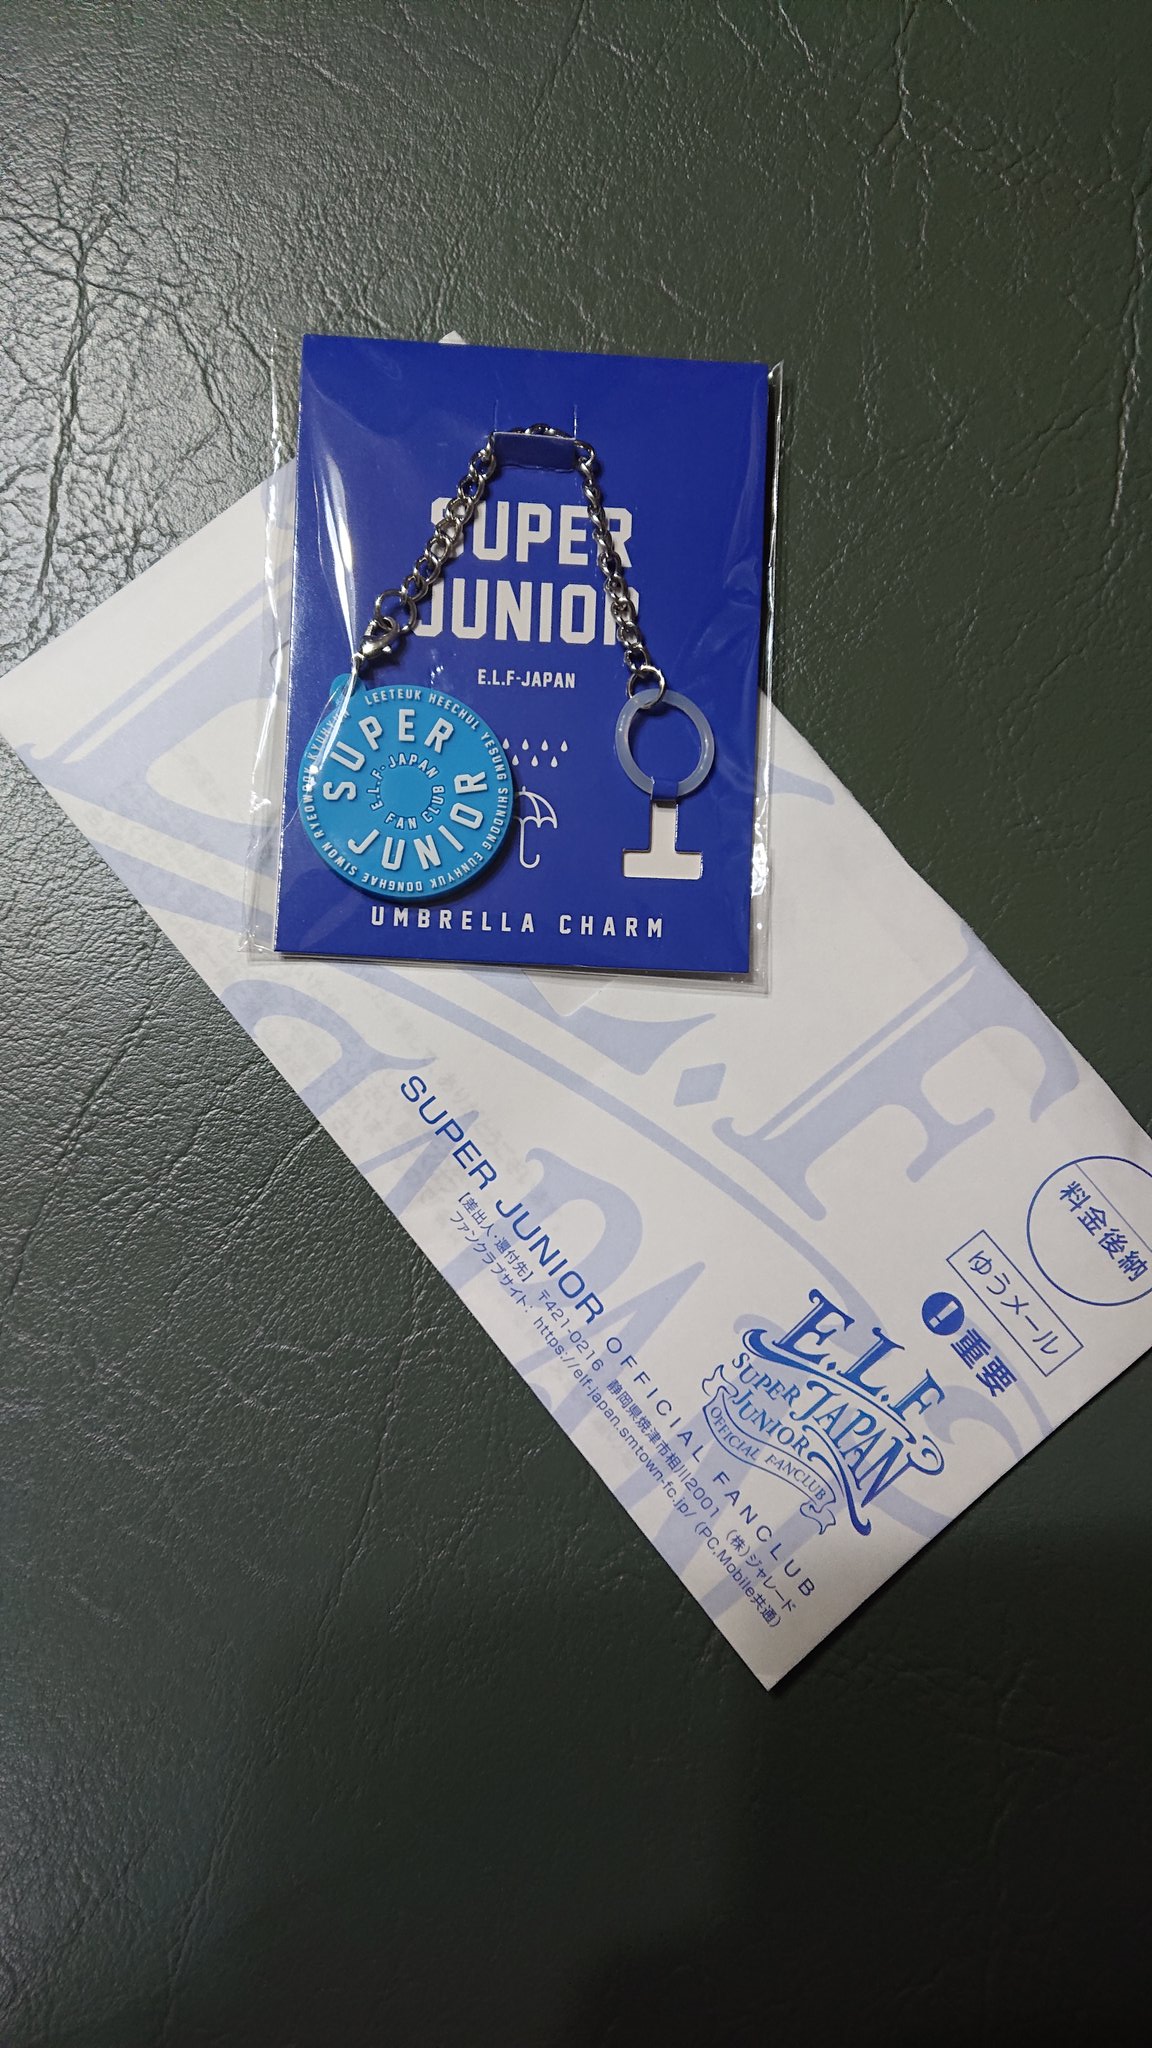 SUPER
JUNIOR
E.L.F-JAPAN
LEETEUK HEECHUL YESUNG SHINDONG EUNHYUK DONGHAE SIWON RYEOWOOK KYUHYUN
SUPER
JUNIOR
E.L.F-JAPAN
FAN CLUB
UMBRELLA CHARM
料金後納
ゆうメール
!重要
E.L.F
JAPAN
SUPER
JUNIOR
OFFICIAL FANCLUB
SUPER JUNIOR OFFICIAL FANCLUB
【差出人・還付先】 〒421-0216 静岡県焼津市相川2001 (株)ジャレード
ファンクラブサイト: https://elf-japan.smtown-fc.jp/ (PC.Mobile共通)